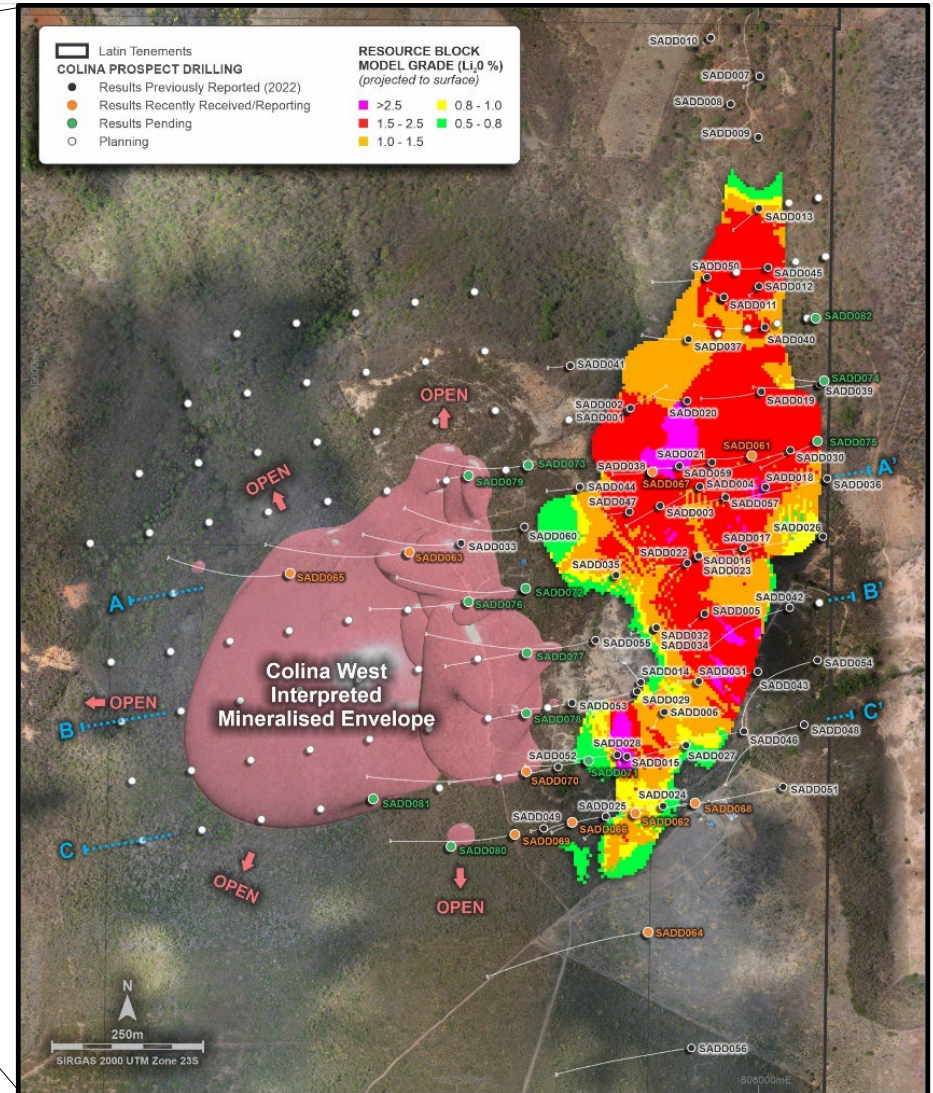 Latin Tenements
COLINA PROSPECT DRILLING
Results Previously Reported (2022)
Results Recently Received/Reporting
Results Pending
Planning
RESOURCE BLOCK
MODEL GRADE (Li₂0 %)
(projected to surface)
>2.5
0.8 - 1.0
1.5 - 2.5
0.5 - 0.8
1.0 - 1.5
SADD010
SADD007
SADD008
SADD009
SADD013
SADD050
SADD045
SADD012
SADD011
SADD082
SADD040
SADD037
SADD041
SADD074
SADD039
SADD019
SADD002
SADD001
SADD020
OPEN
SADD061
SADD075
SADD030
SADD021
SADD038
SADD059
A'
SADD073
SADD067
SADD004
SADD018
SADD036
SADD079
OPEN
SADD044
SADD057
SADD047
SADD003
SADD026
SADD060
SADD017
SADD033
SADD063
SADD022
SADD016
SADD023
SADD065
SADD035
SADD072
B'
A
SADD076
SADD042
SADD005
SADD032
SADD034
SADD055
SADD077
SADD054
Colina West
Interpreted
Mineralised Envelope
SADD014
SADD031
SADD043
SADD029
OPEN
SADD053
SADD006
C'
B
SADD078
SADD048
SADD046
SADD028
SADD027
SADD052
SADD015
SADD071
SADD070
SADD051
SADD081
SADD024
SADD068
SADD025
SADD062
SADD049
SADD066
SADD069
C
SADD080
OPEN
OPEN
SADD064
N
250m
SIRGAS 2000 UTM Zone 23S
SADD056